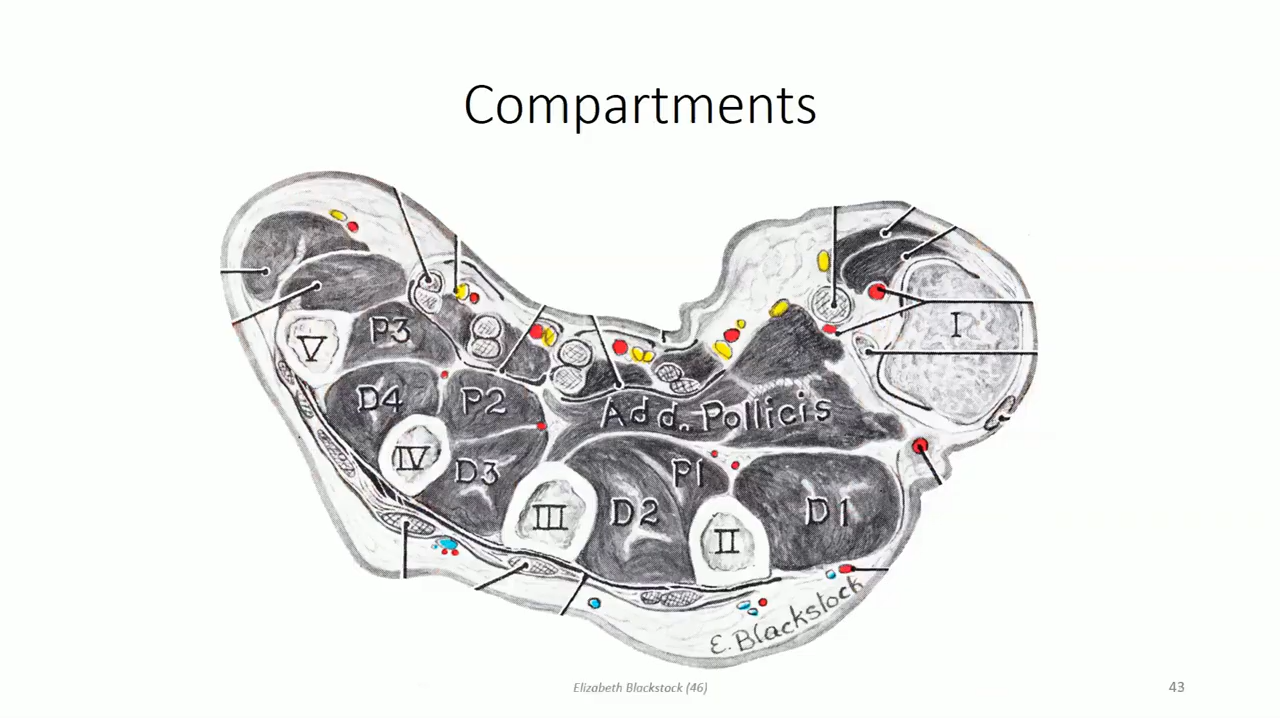 Compartments
I
V
P3
D4
P2
Add. Pollicis
IV
D3
P1
III
D2
D1
II
E. Blackstock
Elizabeth Blackstock (46)
43